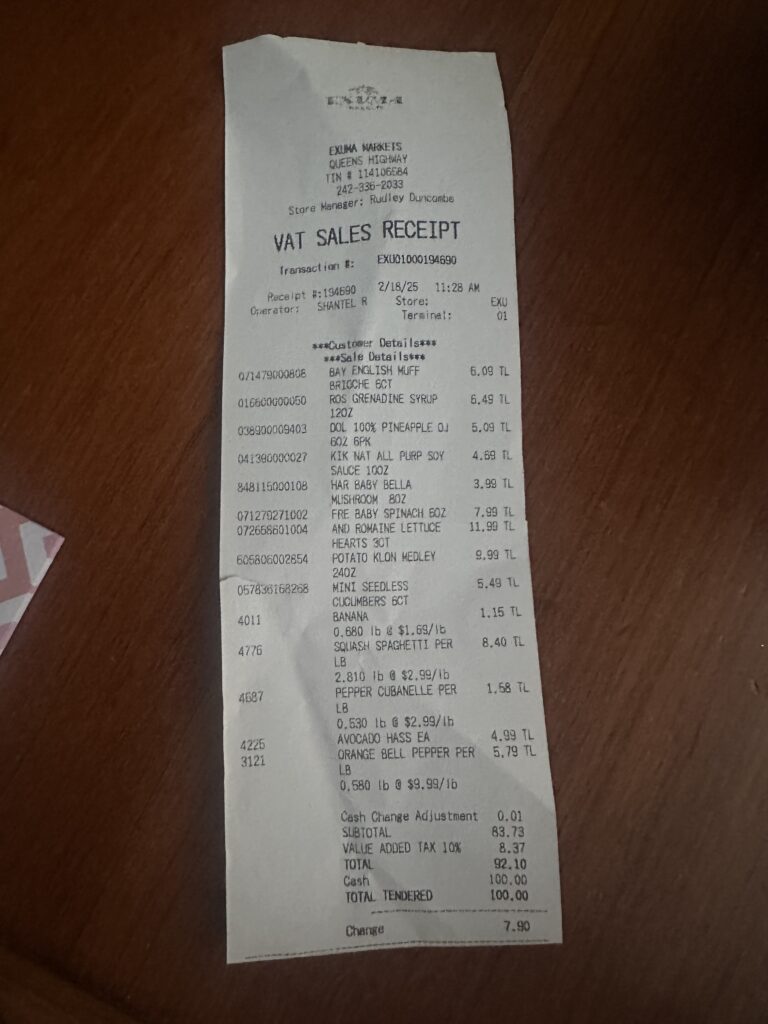 EXUMA MARKETS
QUEENS HIGHWAY
TIN # 114106584
242-336-2033
Store Manager: Rudley Duncombe
VAT SALES RECEIPT
Transaction #: EXU01000194690
Receipt #:194690 2/18/25 11:28 AM
Operator: SHANTEL R Store: EXU
Terminal: 01
***Customer Details***
***Sale Details***
071479000808 BAY ENGLISH MUFF 6.09 TL
BRIOCHE 6CT
016600000050 ROS GRENADINE SYRUP 6.49 TL
12OZ
038900009403 DOL 100% PINEAPPLE OJ 5.09 TL
6OZ 6PK
041390000027 KIK NAT ALL PURP SOY 4.69 TL
SAUCE 10OZ
848115000108 HAR BABY BELLA 3.99 TL
MUSHROOM 8OZ
071279271002 FRE BABY SPINACH 6OZ 7.99 TL
072668601004 AND ROMAINE LETTUCE 11.99 TL
HEARTS 3CT
605806002654 POTATO KLON MEDLEY 9.99 TL
24OZ
057836168268 MINI SEEDLESS 5.49 TL
CUCUMBERS 6CT
4011 BANANA 1.15 TL
0.680 lb @ $1.69/lb
4776 SQUASH SPAGHETTI PER 8.40 TL
LB
2.810 lb @ $2.99/lb
4687 PEPPER CUBANELLE PER 1.58 TL
LB
0.530 lb @ $2.99/lb
4225 AVOCADO HASS EA 4.99 TL
3121 ORANGE BELL PEPPER PER 5.79 TL
LB
0.580 lb @ $9.99/lb
Cash Change Adjustment 0.01
SUBTOTAL 83.73
VALUE ADDED TAX 10% 8.37
TOTAL 92.10
Cash 100.00
TOTAL TENDERED 100.00
Change 7.90